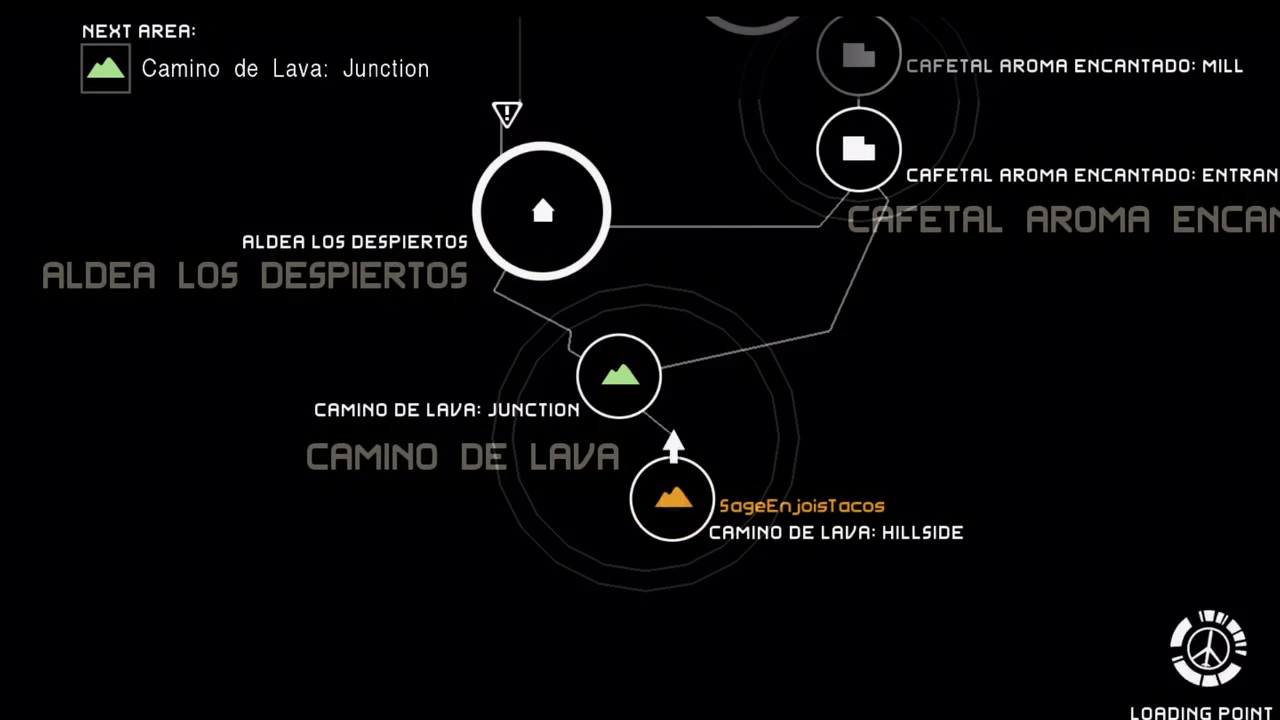 NEXT AREA:
Camino de Lava: Junction
CAFETAL AROMA ENCANTADO: MILL
CAFETAL AROMA ENCANTADO: ENTRAN
CAFETAL AROMA ENCAN
ALDEA LOS DESPIERTOS
ALDEA LOS DESPIERTOS
CAMINO DE LAVA: JUNCTION
CAMINO DE LAVA
SageEnjoisTacos
CAMINO DE LAVA: HILLSIDE
LOADING POINT